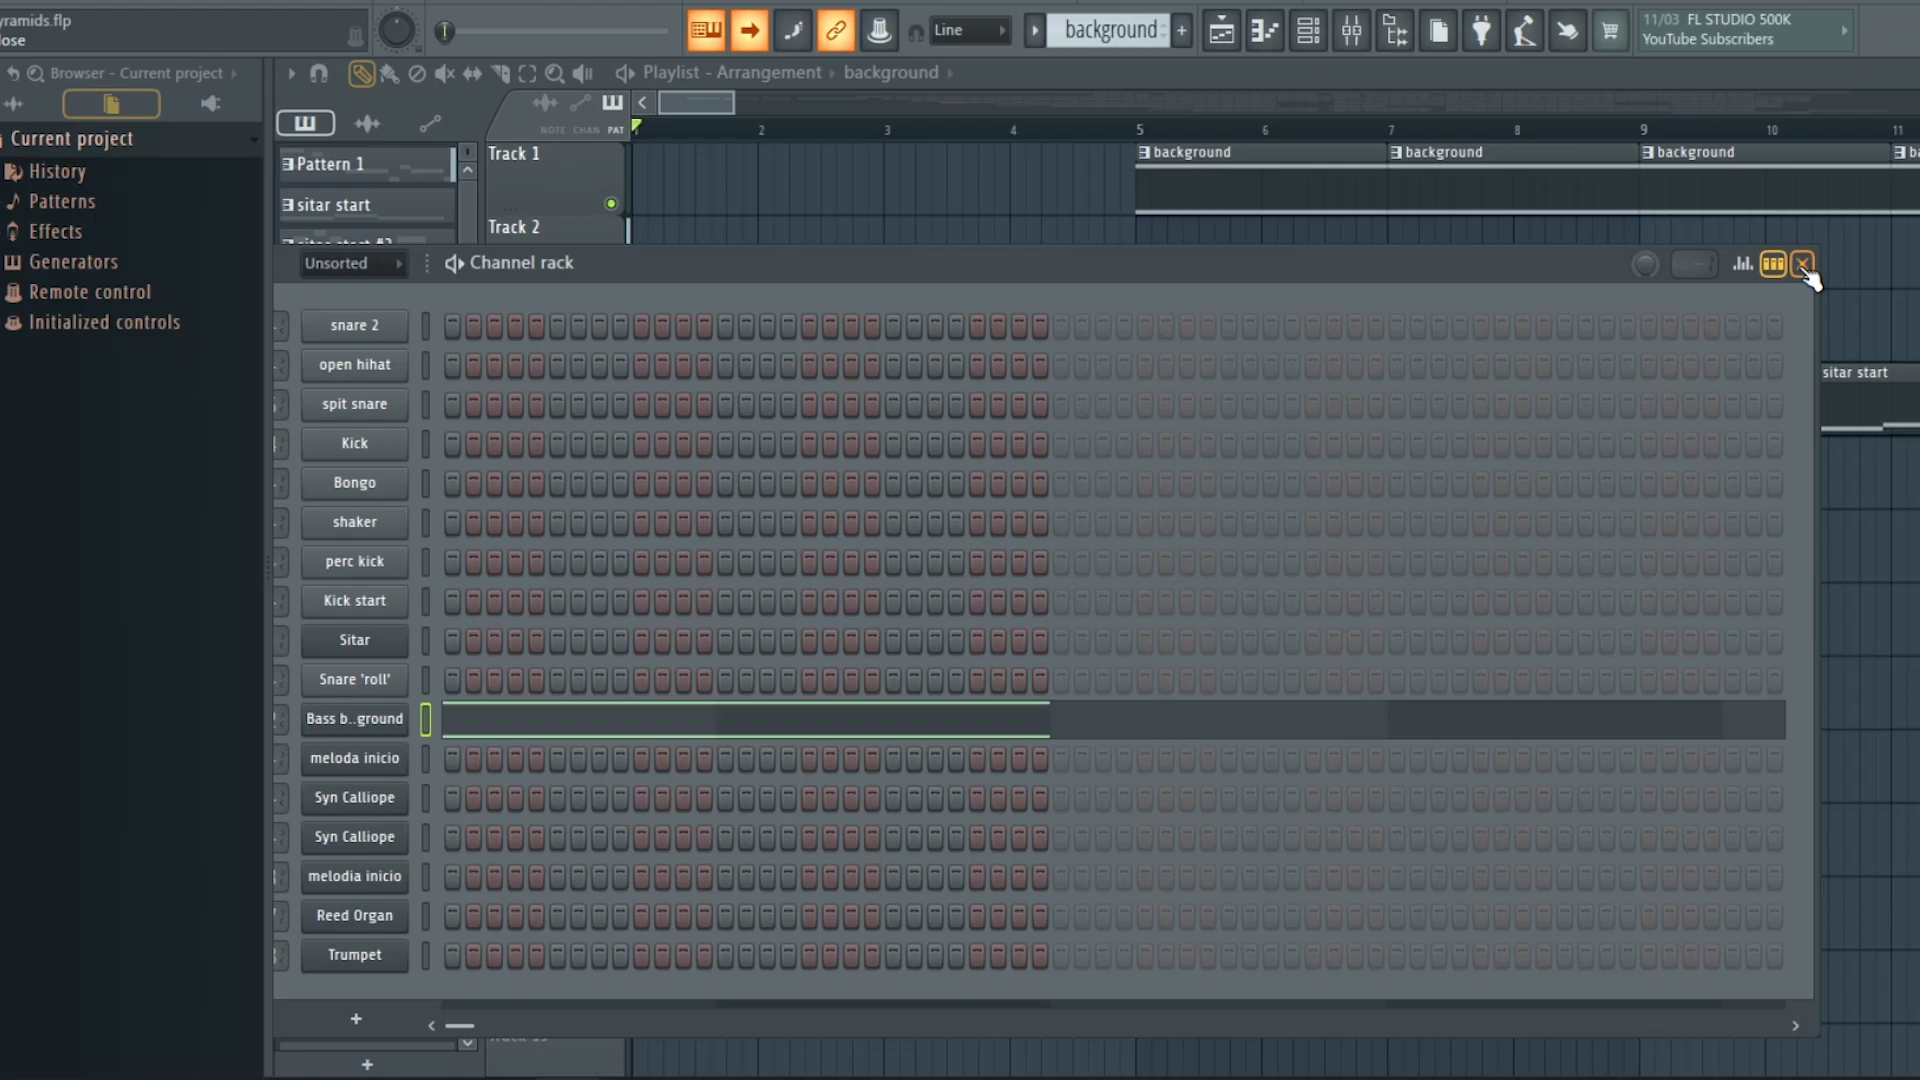 yramids.flp
lose
Line
background
11/03 FL STUDIO 500K
YouTube Subscribers
Browser - Current project
Playlist - Arrangement
background
Current project
History
Patterns
Effects
Generators
Remote control
Initialized controls
NOTE CHAN PAT
2 3 4 5 6 7 8 9 10 11
Pattern 1
sitar start
Track 1
background
background
background
ba
Track 2
Unsorted
Channel rack
snare 2
open hihat
spit snare
sitar start
Kick
Bongo
shaker
perc kick
Kick start
Sitar
Snare 'roll'
Bass b..ground
meloda inicio
Syn Calliope
Syn Calliope
melodia inicio
Reed Organ
Trumpet